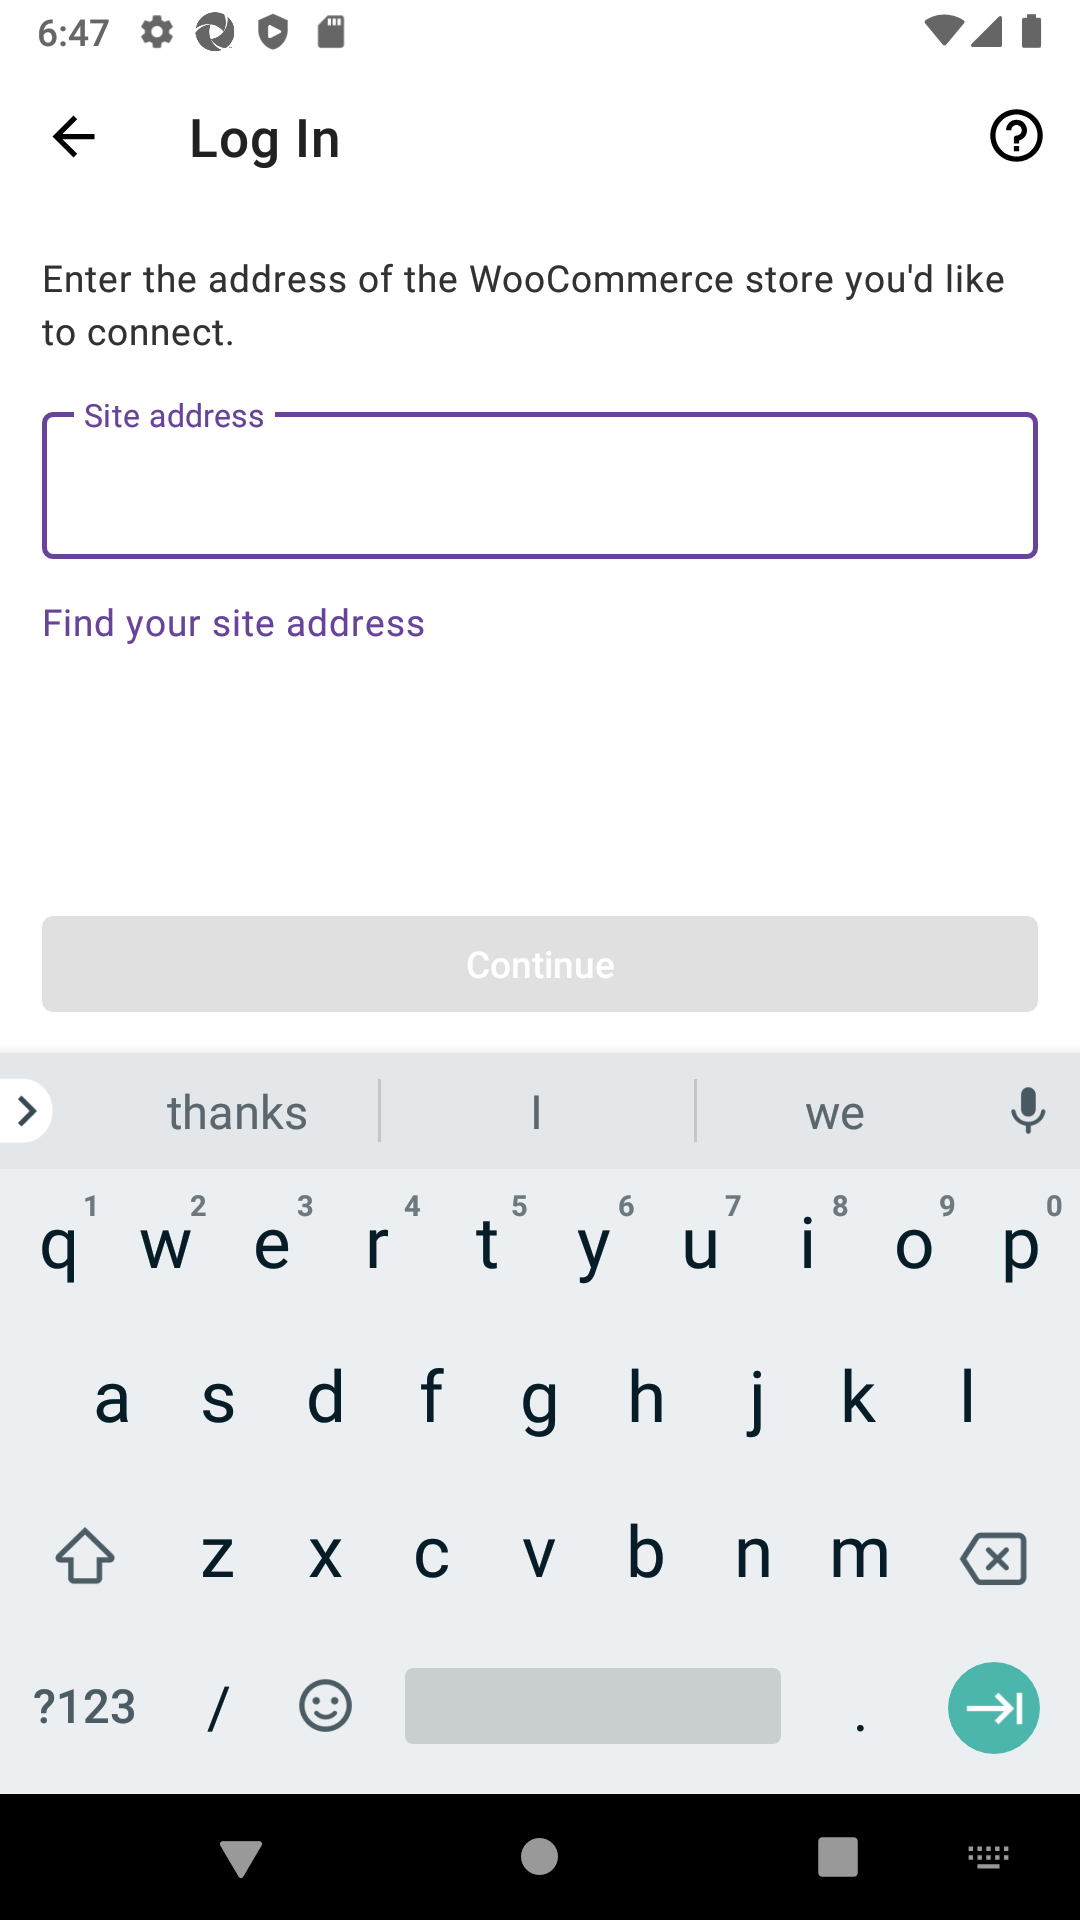 6:47
Log In
Enter the address of the WooCommerce store you'd like
to connect.
Site address
Find your site address
Continue
thanks I we
1 2 3 4 5 6 7 8 9 0
q w e r t y u i o p
a s d f g h j k l
z x c v b n m
?123 / .